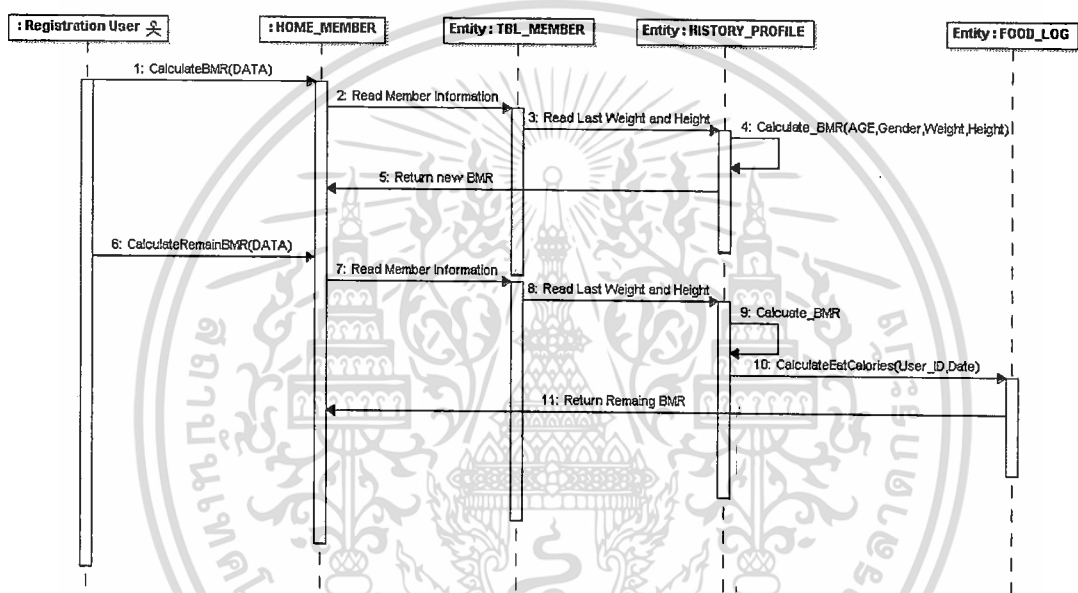 : Registration User
: HOME_MEMBER
Entity : TBL_MEMBER
Entity : HISTORY_PROFILE
Entity : FOOD_LOG
1: CalculateBMR(DATA)
2: Read Member Information
3: Read Last Weight and Height
4: Calculate_BMR(AGE,Gender,Weight,Height)
5: Return new BMR
6: CalculateRemainBMR(DATA)
7: Read Member Information
8: Read Last Weight and Height
9: Calcuate_BMR
10: CalculateEatCalories(User_ID,Date)
11: Return Remaing BMR